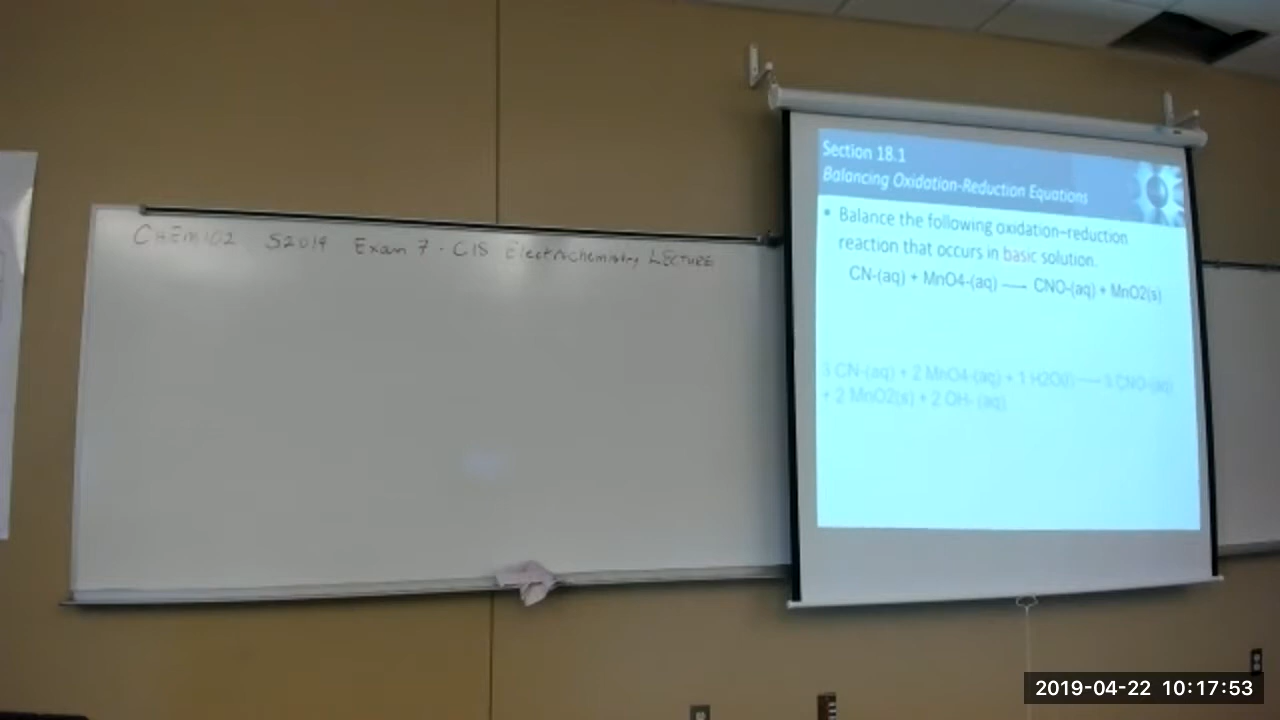 CHEM102 S2019 Exam 7 - C18 Electrochemistry LECTURE
Section 18.1
Balancing Oxidation-Reduction Equations
• Balance the following oxidation–reduction
reaction that occurs in basic solution.
CN-(aq) + MnO4-(aq) ⟶ CNO-(aq) + MnO2(s)
3 CN-(aq) + 2 MnO4-(aq) + 1 H2O(l) ⟶ 3 CNO-(aq)
+ 2 MnO2(s) + 2 OH- (aq)
2019-04-22 10:17:53